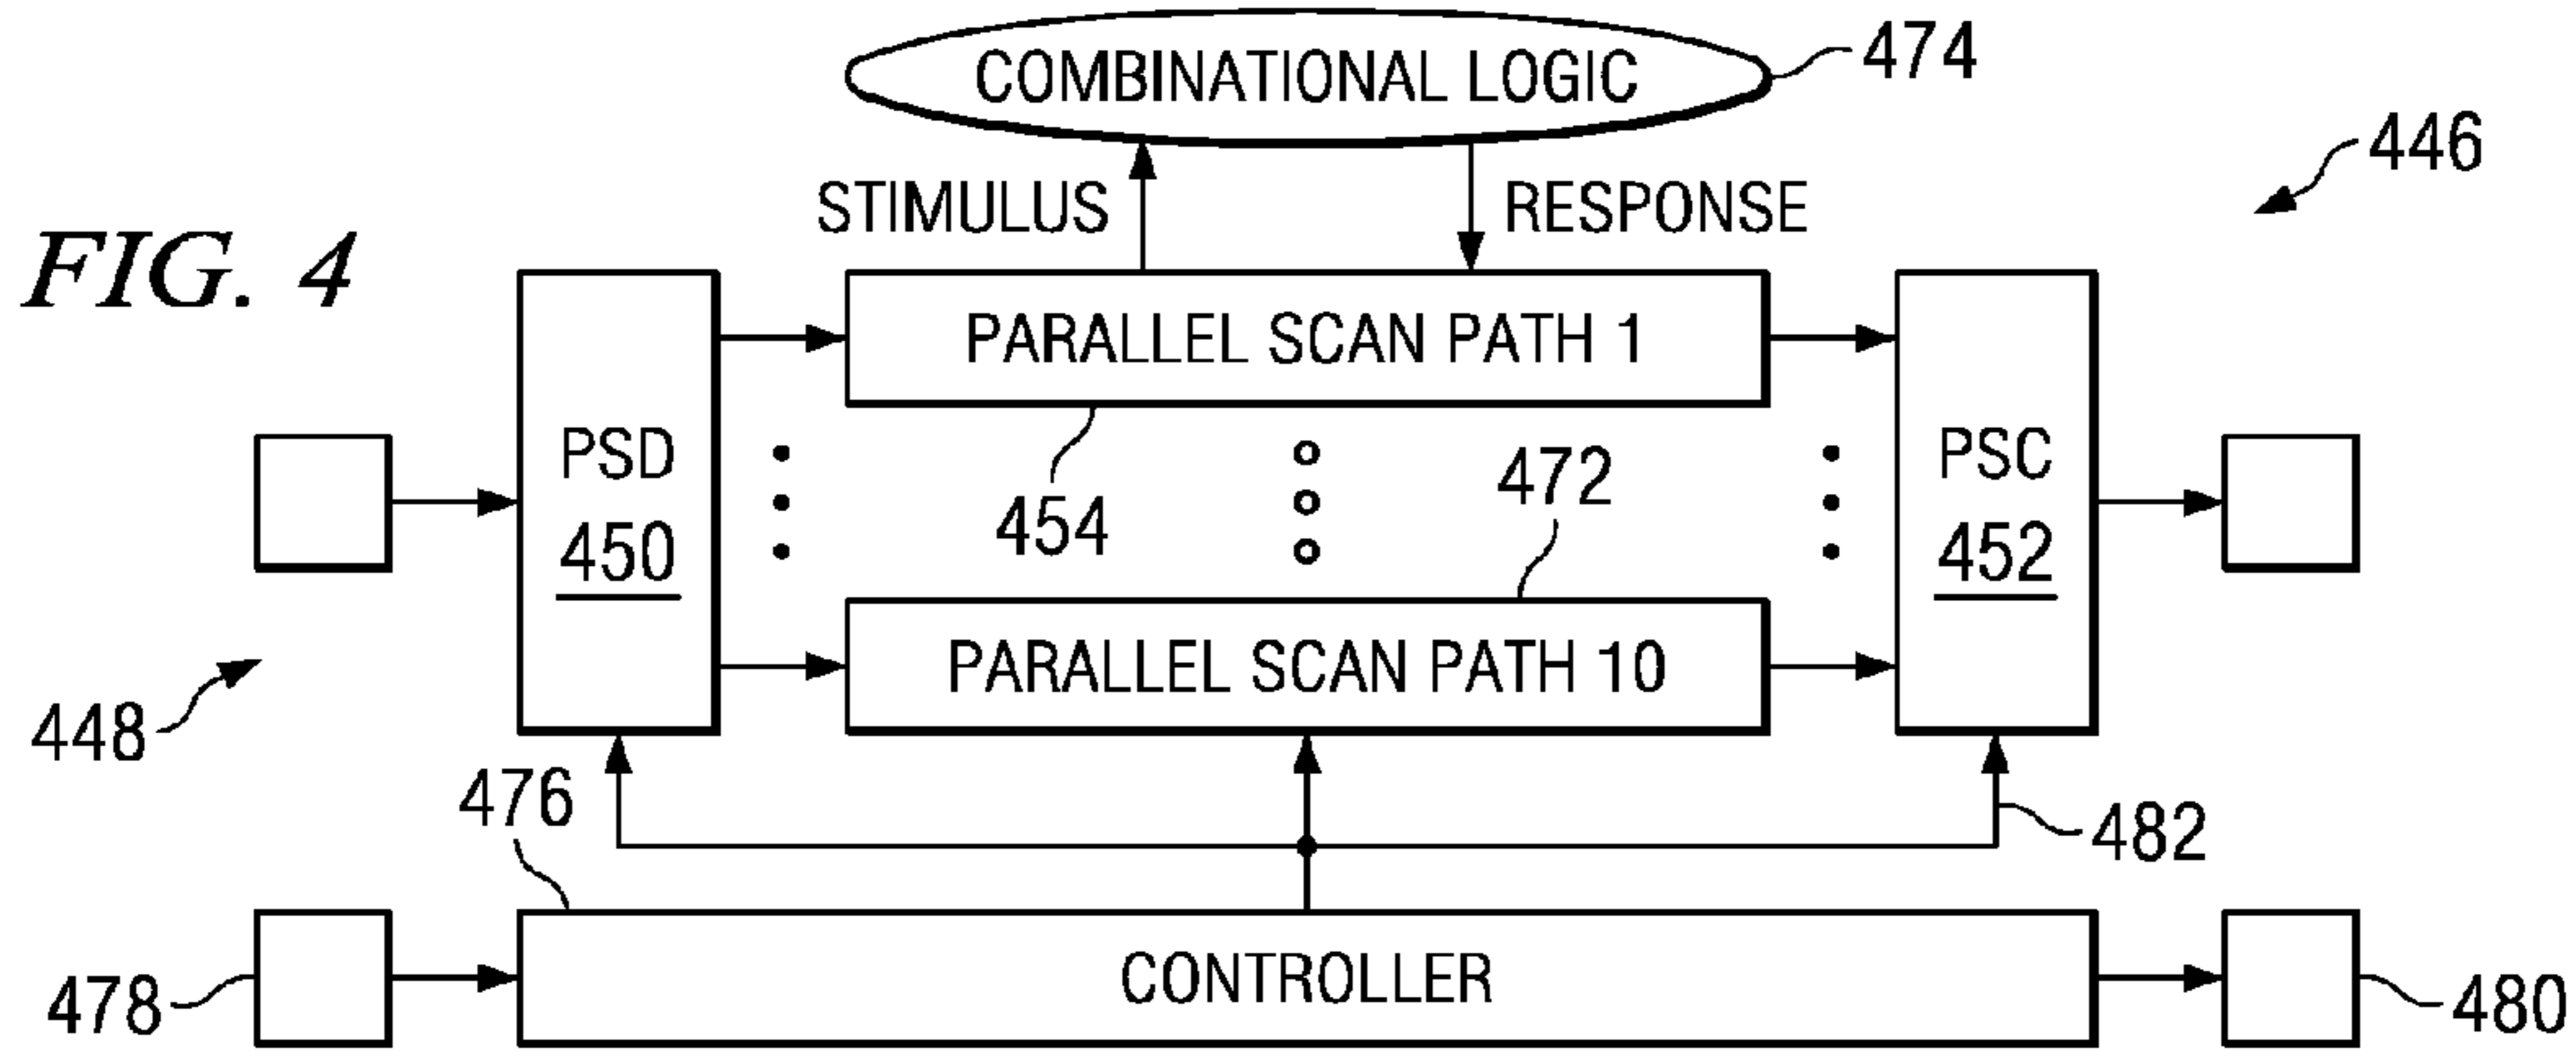 COMBINATIONAL LOGIC
474
446
STIMULUS
RESPONSE
FIG. 4
PARALLEL SCAN PATH 1
PSD
450
454
472
PSC
452
PARALLEL SCAN PATH 10
448
476
482
CONTROLLER
478
480